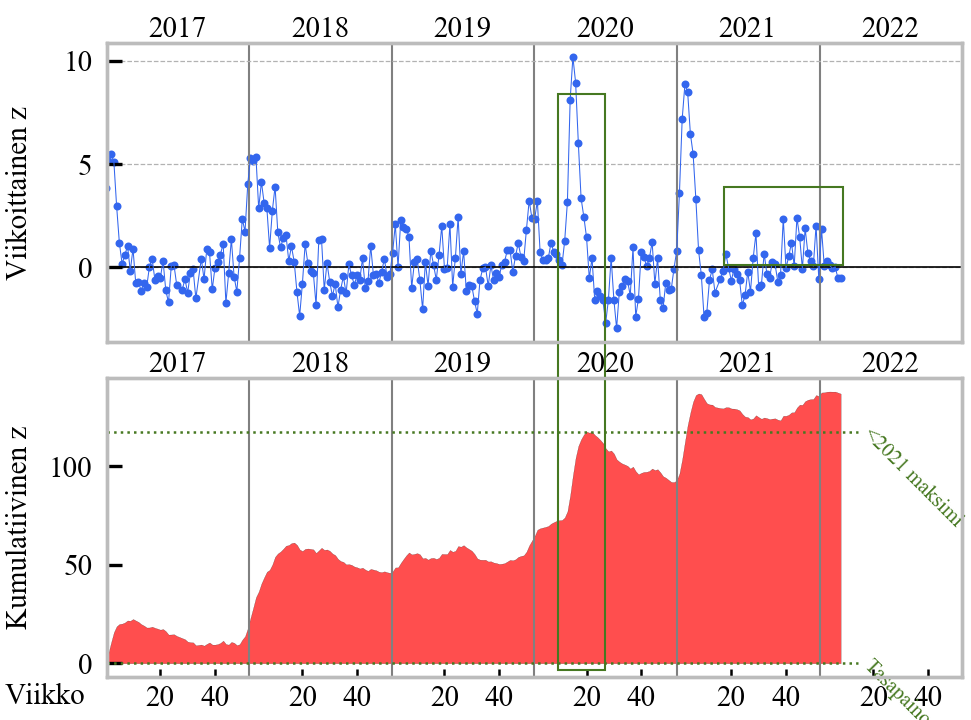 2017 2018 2019 2020 2021 2022
Viikoittainen z
10
5
0
2017 2018 2019 2020 2021 2022
Kumulatiivinen z
100
50
0
<2021 maksimi
Tasapaino
Viikko 20 40 20 40 20 40 20 40 20 40 20 40